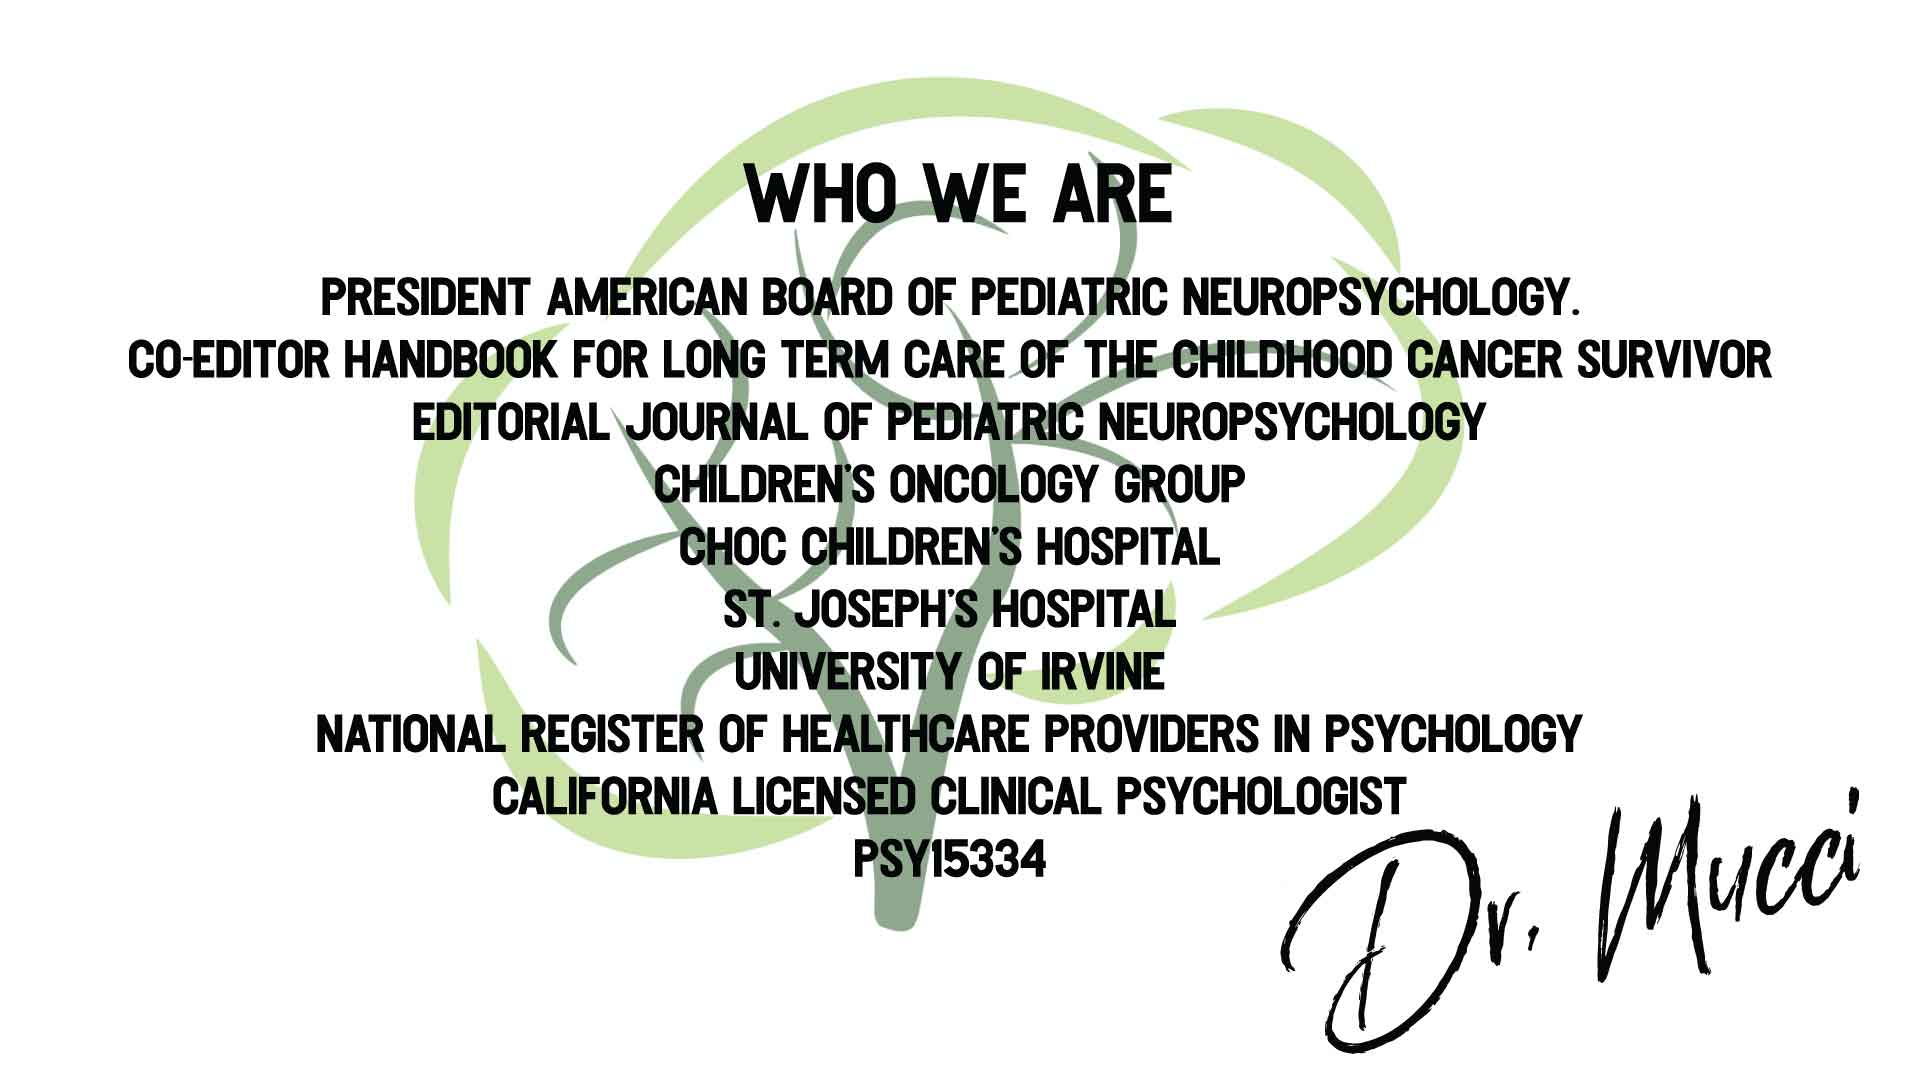 WHO WE ARE
PRESIDENT AMERICAN BOARD OF PEDIATRIC NEUROPSYCHOLOGY.
CO-EDITOR HANDBOOK FOR LONG TERM CARE OF THE CHILDHOOD CANCER SURVIVOR
EDITORIAL JOURNAL OF PEDIATRIC NEUROPSYCHOLOGY
CHILDREN'S ONCOLOGY GROUP
CHOC CHILDREN'S HOSPITAL
ST. JOSEPH'S HOSPITAL
UNIVERSITY OF IRVINE
NATIONAL REGISTER OF HEALTHCARE PROVIDERS IN PSYCHOLOGY
CALIFORNIA LICENSED CLINICAL PSYCHOLOGIST
PSY15334
Dr. Mucci